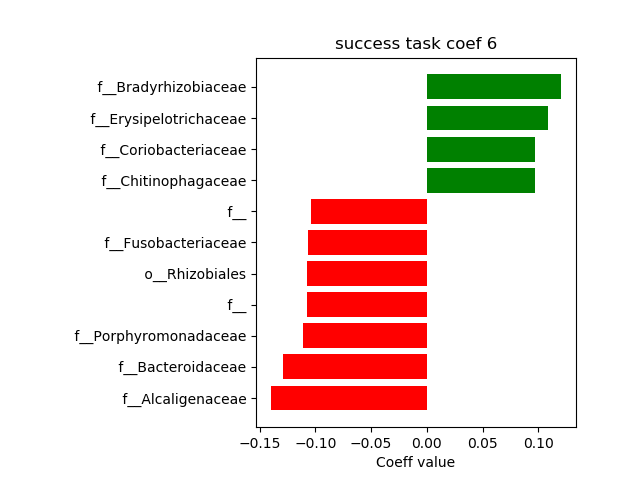 success task coef 6
f__Bradyrhizobiaceae
f__Erysipelotrichaceae
f__Coriobacteriaceae
f__Chitinophagaceae
f__
f__Fusobacteriaceae
o__Rhizobiales
f__
f__Porphyromonadaceae
f__Bacteroidaceae
f__Alcaligenaceae
−0.15 −0.10 −0.05 0.00 0.05 0.10
Coeff value